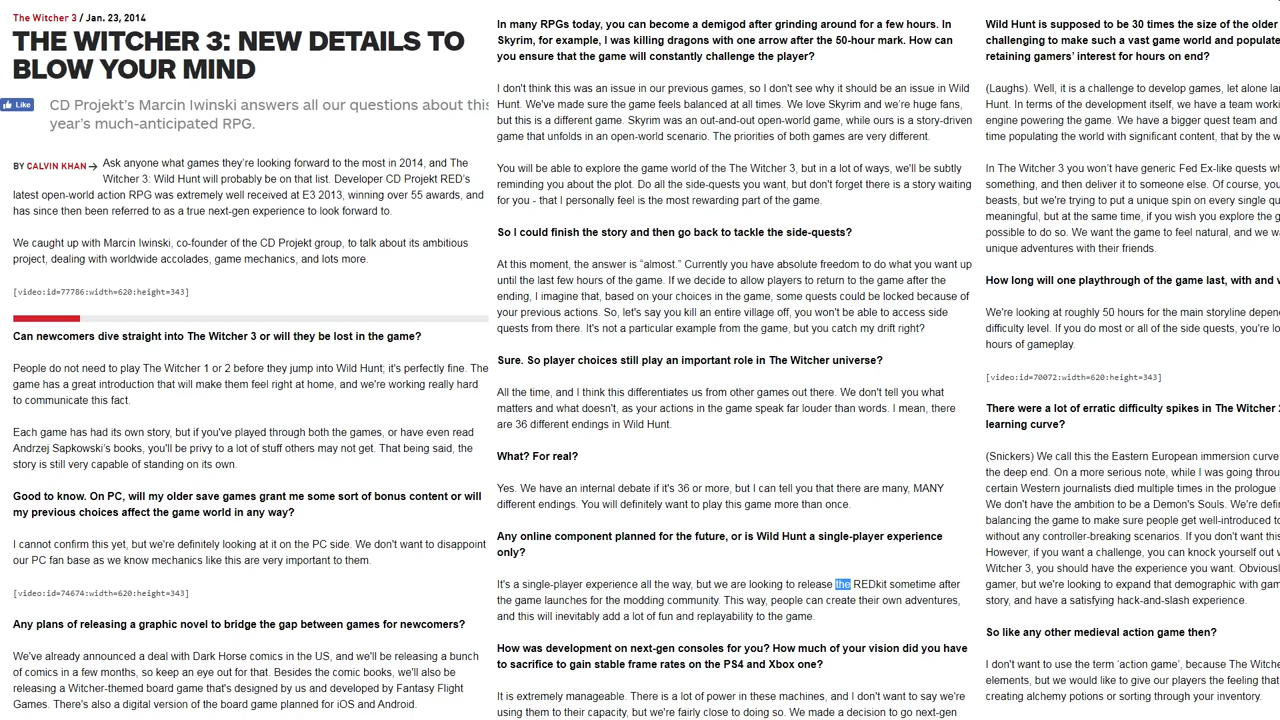 The Witcher 3 / Jan. 23, 2014
THE WITCHER 3: NEW DETAILS TO
BLOW YOUR MIND
Like
CD Projekt's Marcin Iwinski answers all our questions about this
year's much-anticipated RPG.
BY CALVIN KHAN → Ask anyone what games they're looking forward to the most in 2014, and The
Witcher 3: Wild Hunt will probably be on that list. Developer CD Projekt RED's
latest open-world action RPG was extremely well received at E3 2013, winning over 55 awards, and
has since then been referred to as a true next-gen experience to look forward to.
We caught up with Marcin Iwinski, co-founder of the CD Projekt group, to talk about its ambitious
project, dealing with worldwide accolades, game mechanics, and lots more.
[video:id=77786:width=620:height=343]
Can newcomers dive straight into The Witcher 3 or will they be lost in the game?
People do not need to play The Witcher 1 or 2 before they jump into Wild Hunt; it's perfectly fine. The
game has a great introduction that will make them feel right at home, and we're working really hard
to communicate this fact.
Each game has had its own story, but if you've played through both the games, or have even read
Andrzej Sapkowski's books, you'll be privy to a lot of stuff others may not get. That being said, the
story is still very capable of standing on its own.
Good to know. On PC, will my older save games grant me some sort of bonus content or will
my previous choices affect the game world in any way?
I cannot confirm this yet, but we're definitely looking at it on the PC side. We don't want to disappoint
our PC fan base as we know mechanics like this are very important to them.
[video:id=74674:width=620:height=343]
Any plans of releasing a graphic novel to bridge the gap between games for newcomers?
We've already announced a deal with Dark Horse comics in the US, and we'll be releasing a bunch
of comics in a few months, so keep an eye out for that. Besides the comic books, we'll also be
releasing a Witcher-themed board game that's designed by us and developed by Fantasy Flight
Games. There's also a digital version of the board game planned for iOS and Android.
In many RPGs today, you can become a demigod after grinding around for a few hours. In
Skyrim, for example, I was killing dragons with one arrow after the 50-hour mark. How can
you ensure that the game will constantly challenge the player?
I don't think this was an issue in our previous games, so I don't see why it should be an issue in Wild
Hunt. We've made sure the game feels balanced at all times. We love Skyrim and we're huge fans,
but this is a different game. Skyrim was an out-and-out open-world game, while ours is a story-driven
game that unfolds in an open-world scenario. The priorities of both games are very different.
You will be able to explore the game world of the The Witcher 3, but in a lot of ways, we'll be subtly
reminding you about the plot. Do all the side-quests you want, but don't forget there is a story waiting
for you - that I personally feel is the most rewarding part of the game.
So I could finish the story and then go back to tackle the side-quests?
At this moment, the answer is “almost.” Currently you have absolute freedom to do what you want up
until the last few hours of the game. If we decide to allow players to return to the game after the
ending, I imagine that, based on your choices in the game, some quests could be locked because of
your previous actions. So, let's say you kill an entire village off, you won't be able to access side
quests from there. It's not a particular example from the game, but you catch my drift right?
Sure. So player choices still play an important role in The Witcher universe?
All the time, and I think this differentiates us from other games out there. We don't tell you what
matters and what doesn't, as your actions in the game speak far louder than words. I mean, there
are 36 different endings in Wild Hunt.
What? For real?
Yes. We have an internal debate if it's 36 or more, but I can tell you that there are many, MANY
different endings. You will definitely want to play this game more than once.
Any online component planned for the future, or is Wild Hunt a single-player experience
only?
It's a single-player experience all the way, but we are looking to release the REDkit sometime after
the game launches for the modding community. This way, people can create their own adventures,
and this will inevitably add a lot of fun and replayability to the game.
How was development on next-gen consoles for you? How much of your vision did you have
to sacrifice to gain stable frame rates on the PS4 and Xbox one?
It is extremely manageable. There is a lot of power in these machines, and I don't want to say we're
using them to their capacity, but we're fairly close to doing so. We made a decision to go next-gen
Wild Hunt is supposed to be 30 times the size of the older
challenging to make such a vast game world and populate
retaining gamers' interest for hours on end?
(Laughs). Well, it is a challenge to develop games, let alone la
Hunt. In terms of the development itself, we have a team worki
engine powering the game. We have a bigger quest team and
time populating the world with significant content, that by the w
In The Witcher 3 you won't have generic Fed Ex-like quests wh
something, and then deliver it to someone else. Of course, you
beasts, but we're trying to put a unique spin on every single qu
meaningful, but at the same time, if you wish you explore the g
possible to do so. We want the game to feel natural, and we wa
unique adventures with their friends.
How long will one playthrough of the game last, with and w
We're looking at roughly 50 hours for the main storyline depen
difficulty level. If you do most or all of the side quests, you're lo
hours of gameplay.
[video:id=70072:width=620:height=343]
There were a lot of erratic difficulty spikes in The Witcher 2
learning curve?
(Snickers) We call this the Eastern European immersion curve
the deep end. On a more serious note, while I was going throu
certain Western journalists died multiple times in the prologue i
We don't have the ambition to be a Demon's Souls. We're defin
balancing the game to make sure people get well-introduced to
without any controller-breaking scenarios. If you don't want this
However, if you want a challenge, you can knock yourself out w
Witcher 3, you should have the experience you want. Obviousl
gamer, but we're looking to expand that demographic with gam
story, and have a satisfying hack-and-slash experience.
So like any other medieval action game then?
I don't want to use the term ‘action game’, because The Witche
elements, but we would like to give our players the feeling that
creating alchemy potions or sorting through your inventory.